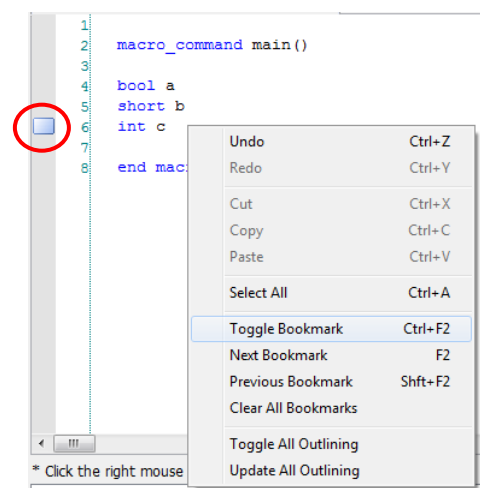 1
2 macro_command main()
3
4 bool a
5 short b
6 int c
7
8 end mac
Undo Ctrl+Z
Redo Ctrl+Y
Cut Ctrl+X
Copy Ctrl+C
Paste Ctrl+V
Select All Ctrl+A
Toggle Bookmark Ctrl+F2
Next Bookmark F2
Previous Bookmark Shft+F2
Clear All Bookmarks
Toggle All Outlining
Update All Outlining
* Click the right mouse